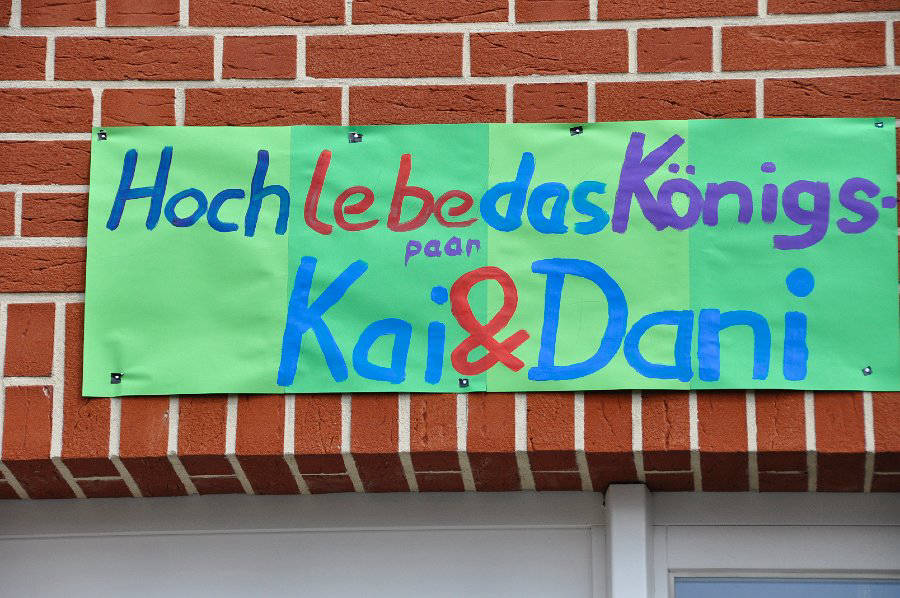 Hoch lebe das Königs-
paar
Kai & Dani